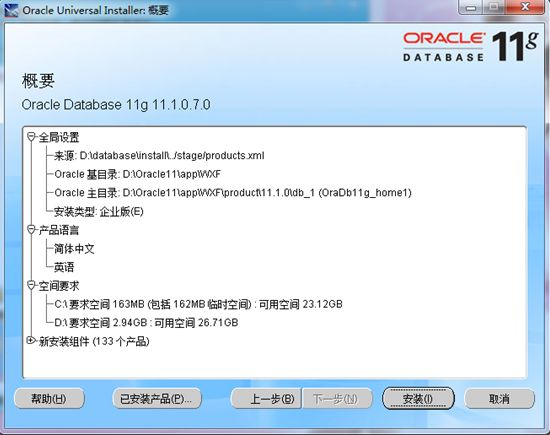 Oracle Universal Installer: 概要
ORACLE
DATABASE 11g
概要
Oracle Database 11g 11.1.0.7.0
全局设置
来源: D:\database\install\../stage/products.xml
Oracle 基目录: D:\Oracle11\app\WXF
Oracle 主目录: D:\Oracle11\app\WXF\product\11.1.0\db_1 (OraDb11g_home1)
安装类型: 企业版(E)
产品语言
简体中文
英语
空间要求
C:\ 要求空间 163MB (包括 162MB 临时空间) : 可用空间 23.12GB
D:\ 要求空间 2.94GB : 可用空间 26.71GB
新安装组件 (133 个产品)
帮助(H) 已安装产品(P)... 上一步(B) 下一步(N) 安装(I) 取消